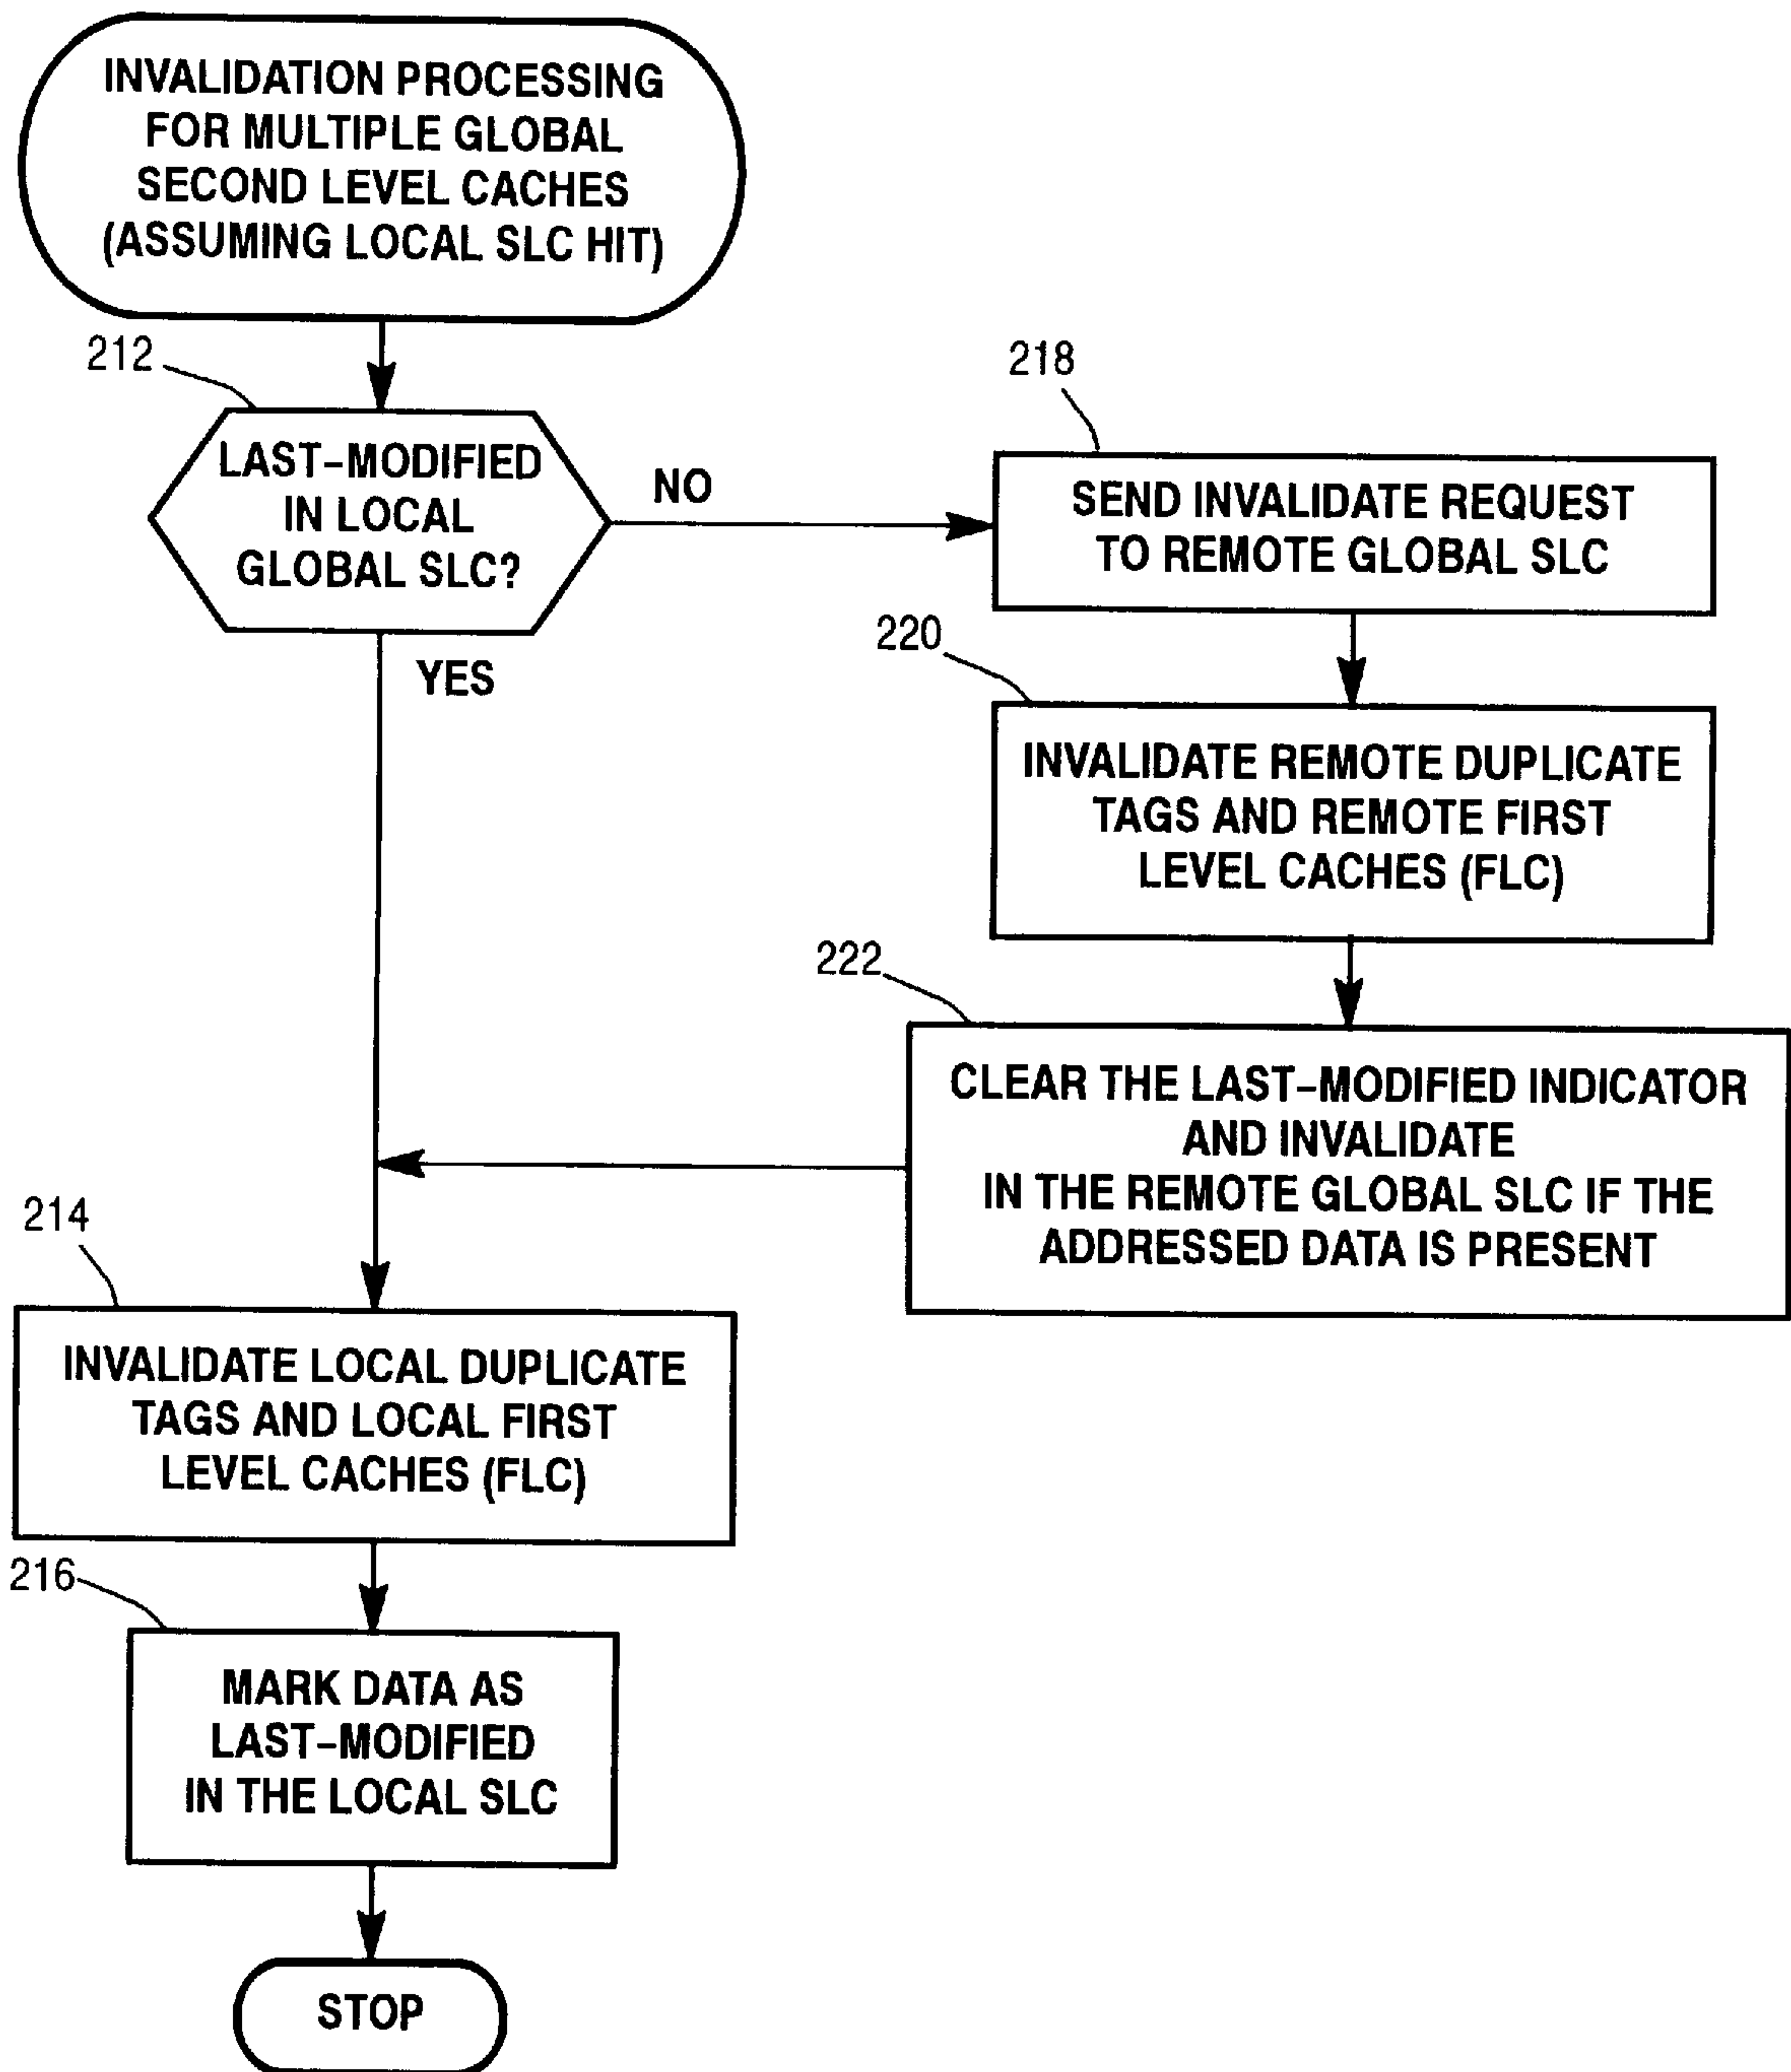 INVALIDATION PROCESSING
FOR MULTIPLE GLOBAL
SECOND LEVEL CACHES
(ASSUMING LOCAL SLC HIT)
212
LAST-MODIFIED
IN LOCAL
GLOBAL SLC?
NO
YES
218
SEND INVALIDATE REQUEST
TO REMOTE GLOBAL SLC
220
INVALIDATE REMOTE DUPLICATE
TAGS AND REMOTE FIRST
LEVEL CACHES (FLC)
222
CLEAR THE LAST-MODIFIED INDICATOR
AND INVALIDATE
IN THE REMOTE GLOBAL SLC IF THE
ADDRESSED DATA IS PRESENT
214
INVALIDATE LOCAL DUPLICATE
TAGS AND LOCAL FIRST
LEVEL CACHES (FLC)
216
MARK DATA AS
LAST-MODIFIED
IN THE LOCAL SLC
STOP